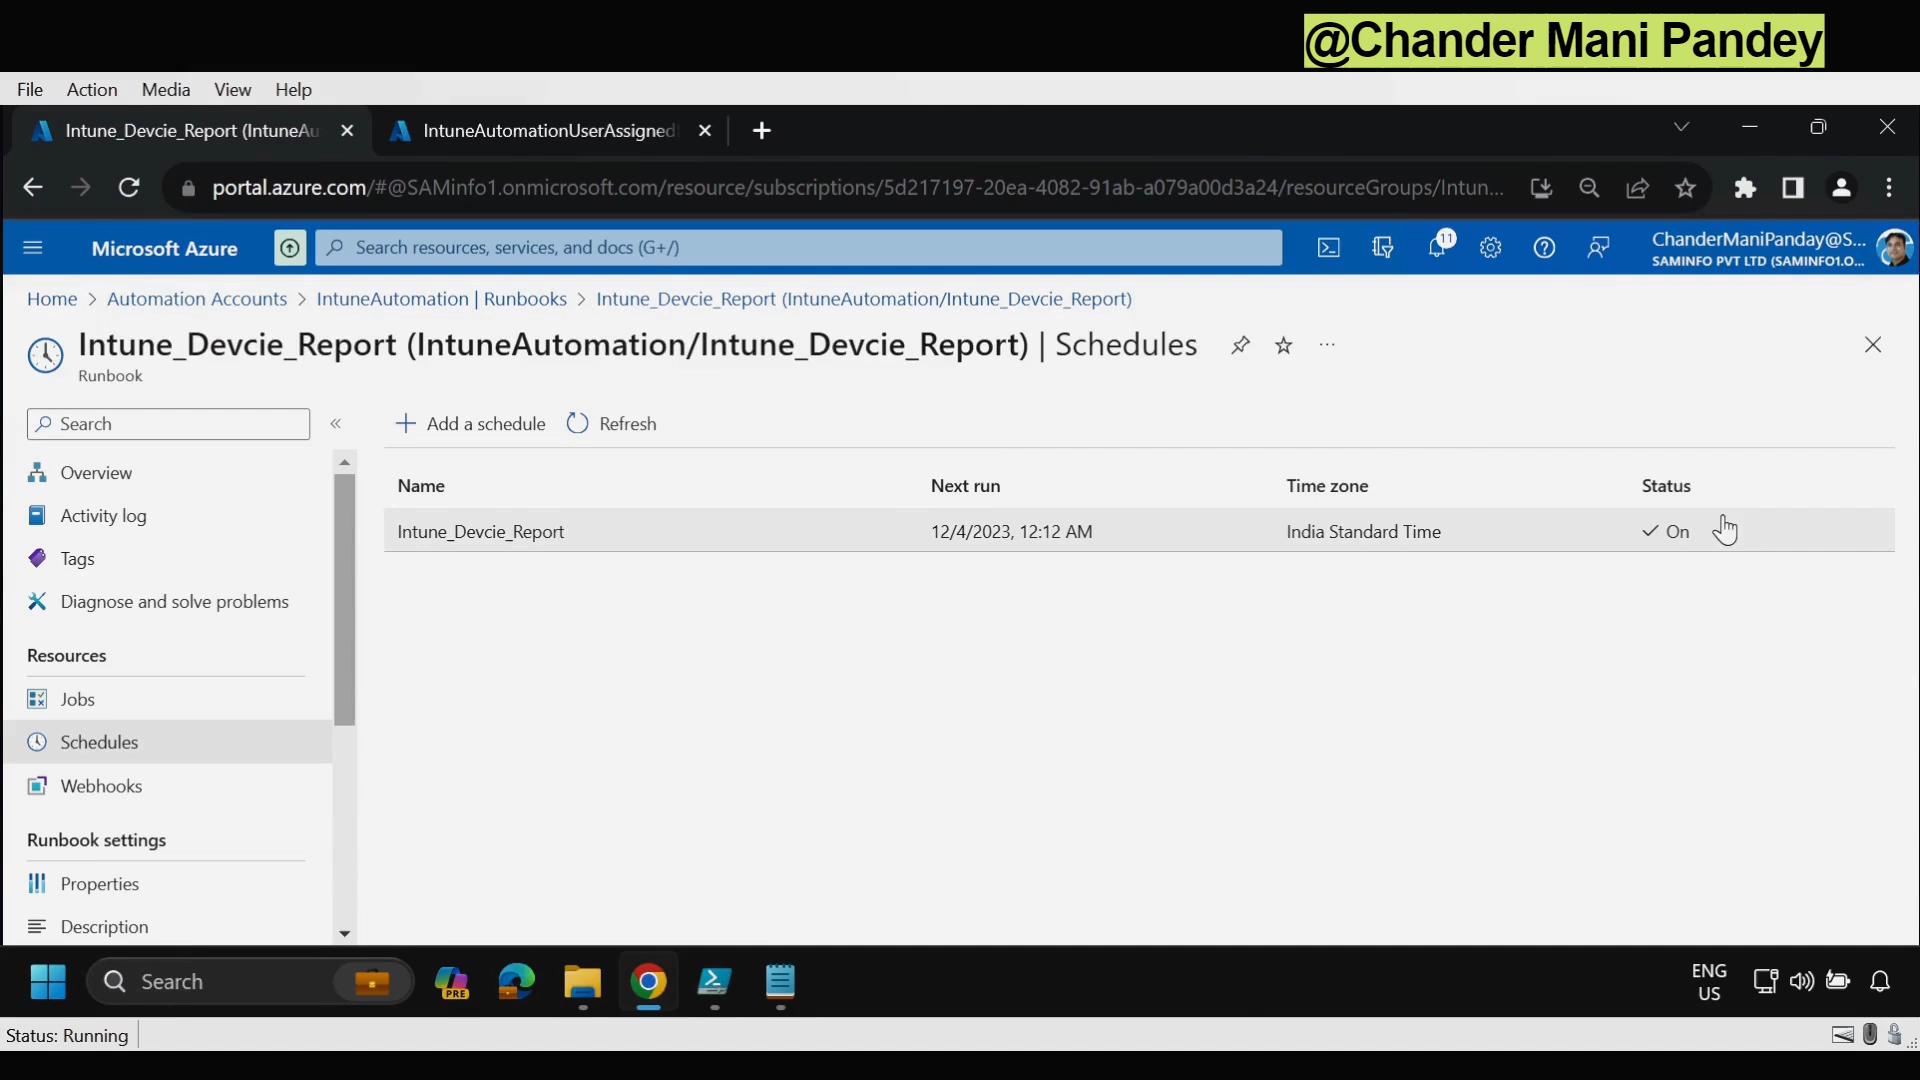 @Chander Mani Pandey
File Action Media View Help
Intune_Devcie_Report (IntuneAu
IntuneAutomationUserAssigned
portal.azure.com/#@SAMinfo1.onmicrosoft.com/resource/subscriptions/5d217197-20ea-4082-91ab-a079a00d3a24/resourceGroups/Intun...
Microsoft Azure
Search resources, services, and docs (G+/)
11
ChanderManiPanday@S...
SAMINFO PVT LTD (SAMINFO1.O...
Home > Automation Accounts > IntuneAutomation | Runbooks > Intune_Devcie_Report (IntuneAutomation/Intune_Devcie_Report)
Intune_Devcie_Report (IntuneAutomation/Intune_Devcie_Report) | Schedules
Runbook
Search
Add a schedule
Refresh
Overview
Activity log
Tags
Diagnose and solve problems
Resources
Jobs
Schedules
Webhooks
Runbook settings
Properties
Description
Name Next run Time zone Status
Intune_Devcie_Report 12/4/2023, 12:12 AM India Standard Time On
Search
PRE
ENG
US
Status: Running